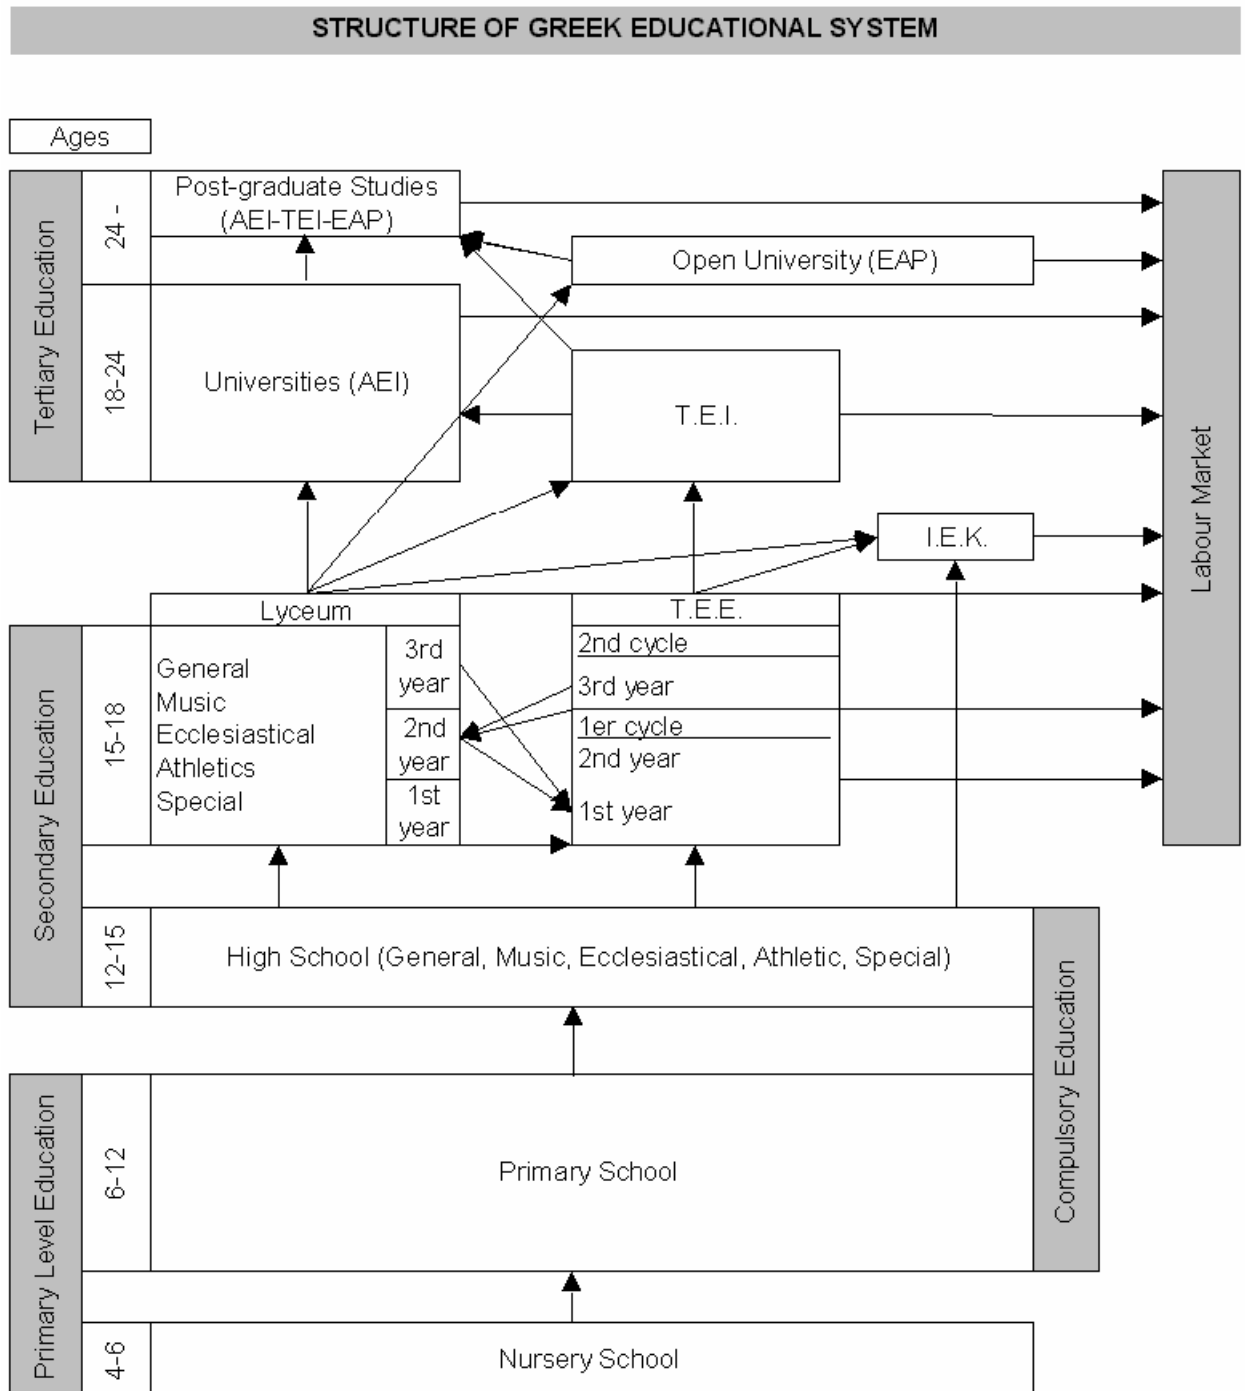 STRUCTURE OF GREEK EDUCATIONAL SYSTEM
Ages
Tertiary Education
24 -
Post-graduate Studies
(AEI-TEI-EAP)
Open University (EAP)
18-24
Universities (AEI)
T.E.I.
I.E.K.
Labour Market
Secondary Education
15-18
Lyceum
General
Music
Ecclesiastical
Athletics
Special
3rd
year
2nd
year
1st
year
T.E.E.
2nd cycle
3rd year
1er cycle
2nd year
1st year
12-15
High School (General, Music, Ecclesiastical, Athletic, Special)
Compulsory Education
Primary Level Education
6-12
Primary School
4-6
Nursery School